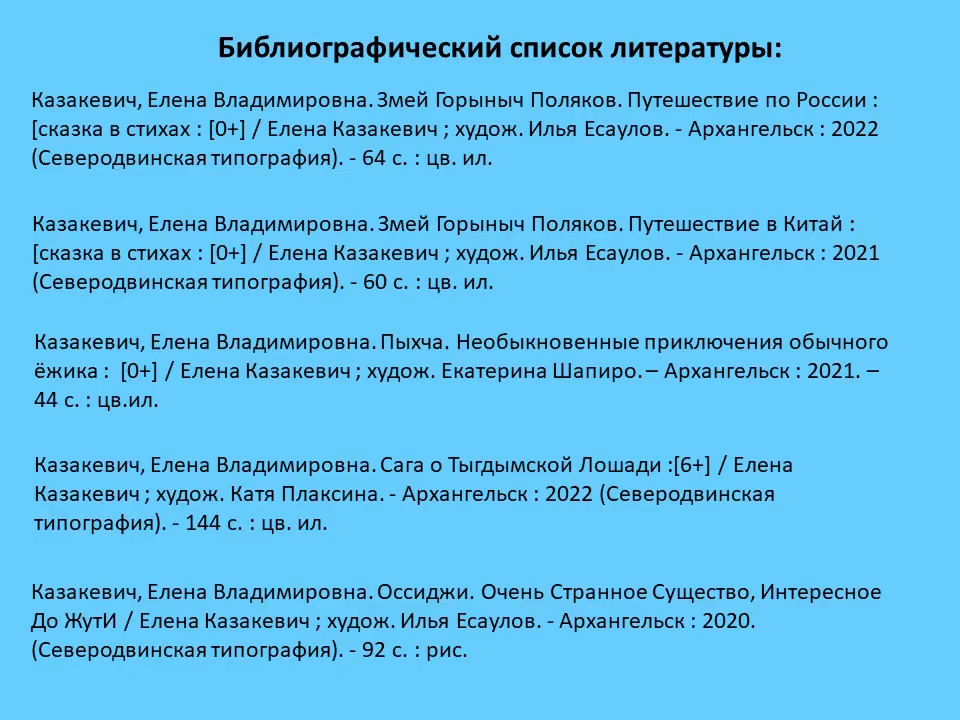 Библиографический список литературы:
Казакевич, Елена Владимировна. Змей Горыныч Поляков. Путешествие по России :
[сказка в стихах : [0+] / Елена Казакевич ; худож. Илья Есаулов. - Архангельск : 2022
(Северодвинская типография). - 64 с. : цв. ил.
Казакевич, Елена Владимировна. Змей Горыныч Поляков. Путешествие в Китай :
[сказка в стихах : [0+] / Елена Казакевич ; худож. Илья Есаулов. - Архангельск : 2021
(Северодвинская типография). - 60 с. : цв. ил.
Казакевич, Елена Владимировна. Пыхча. Необыкновенные приключения обычного
ёжика :  [0+] / Елена Казакевич ; худож. Екатерина Шапиро. – Архангельск : 2021. –
44 с. : цв.ил.
Казакевич, Елена Владимировна. Сага о Тыгдымской Лошади :[6+] / Елена
Казакевич ; худож. Катя Плаксина. - Архангельск : 2022 (Северодвинская
типография). - 144 с. : цв. ил.
Казакевич, Елена Владимировна. Оссиджи. Очень Странное Существо, Интересное
До ЖутИ / Елена Казакевич ; худож. Илья Есаулов. - Архангельск : 2020.
(Северодвинская типография). - 92 с. : рис.